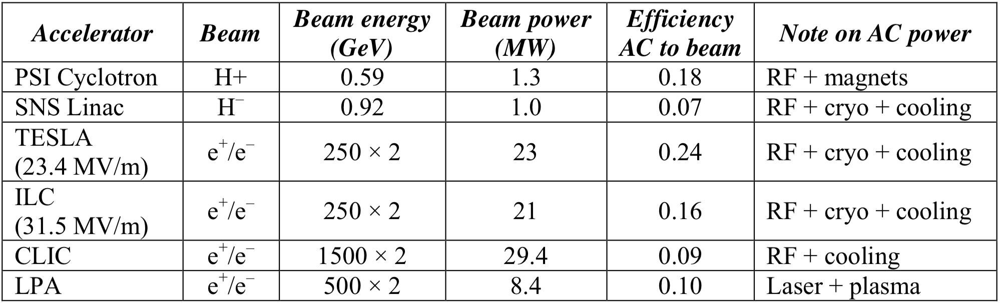 Accelerator Beam Beam energy (GeV) Beam power (MW) Efficiency AC to beam Note on AC power
PSI Cyclotron H+ 0.59 1.3 0.18 RF + magnets
SNS Linac H⁻ 0.92 1.0 0.07 RF + cryo + cooling
TESLA
(23.4 MV/m) e⁺/e⁻ 250 × 2 23 0.24 RF + cryo + cooling
ILC
(31.5 MV/m) e⁺/e⁻ 250 × 2 21 0.16 RF + cryo + cooling
CLIC e⁺/e⁻ 1500 × 2 29.4 0.09 RF + cooling
LPA e⁺/e⁻ 500 × 2 8.4 0.10 Laser + plasma